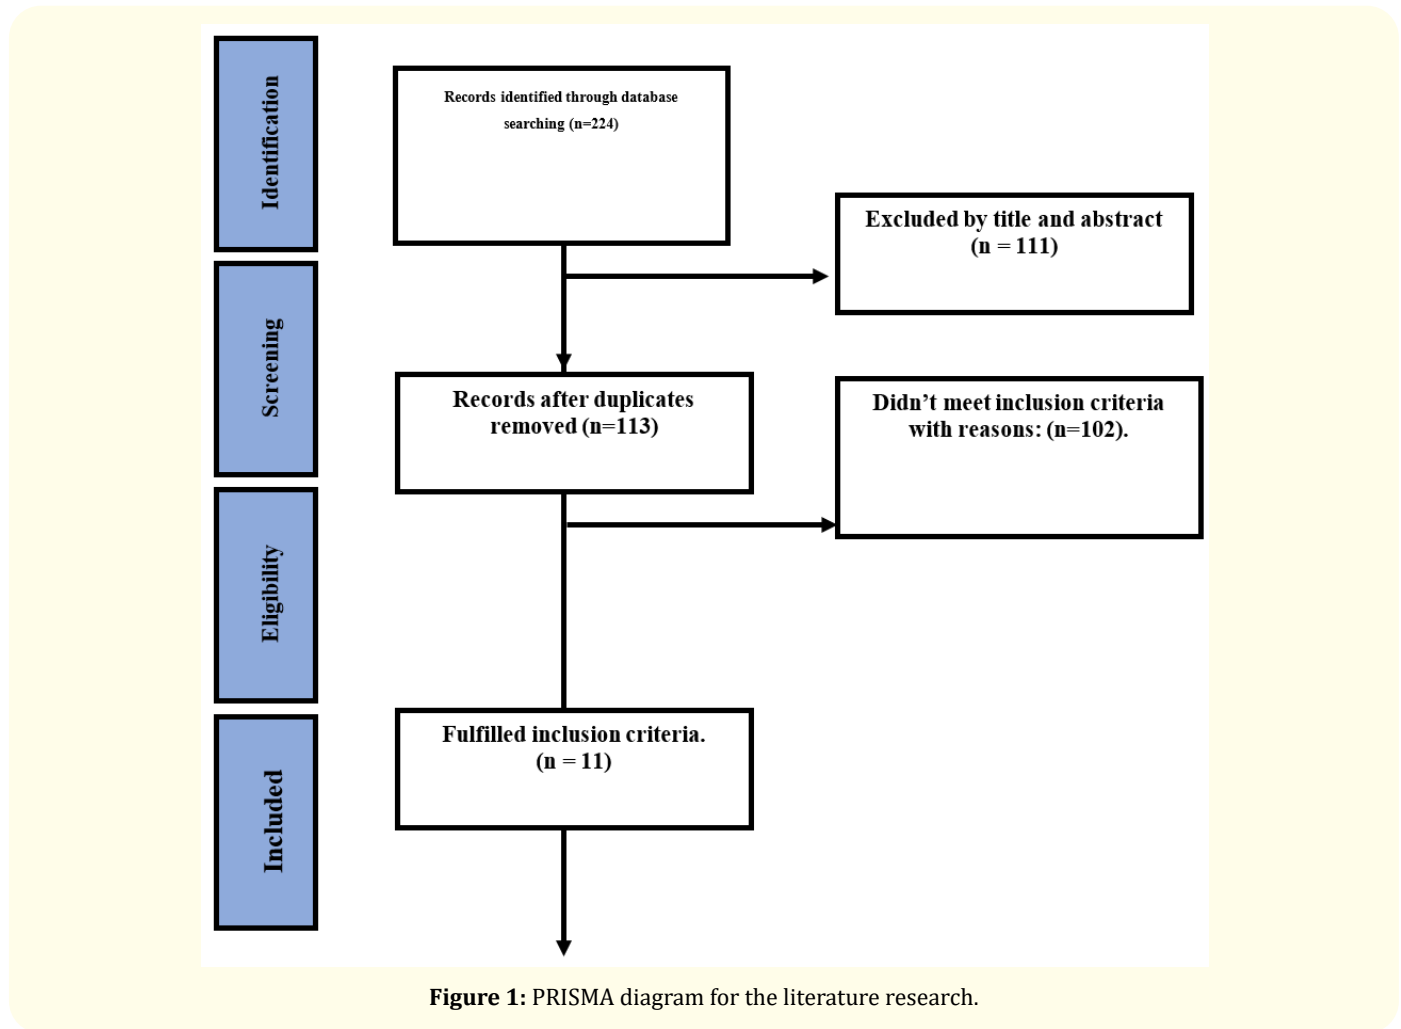 Identification
Records identified through database
searching (n=224)
Excluded by title and abstract
(n = 111)
Screening
Records after duplicates
removed (n=113)
Didn’t meet inclusion criteria
with reasons: (n=102).
Eligibility
Fulfilled inclusion criteria.
(n = 11)
Included
Figure 1: PRISMA diagram for the literature research.